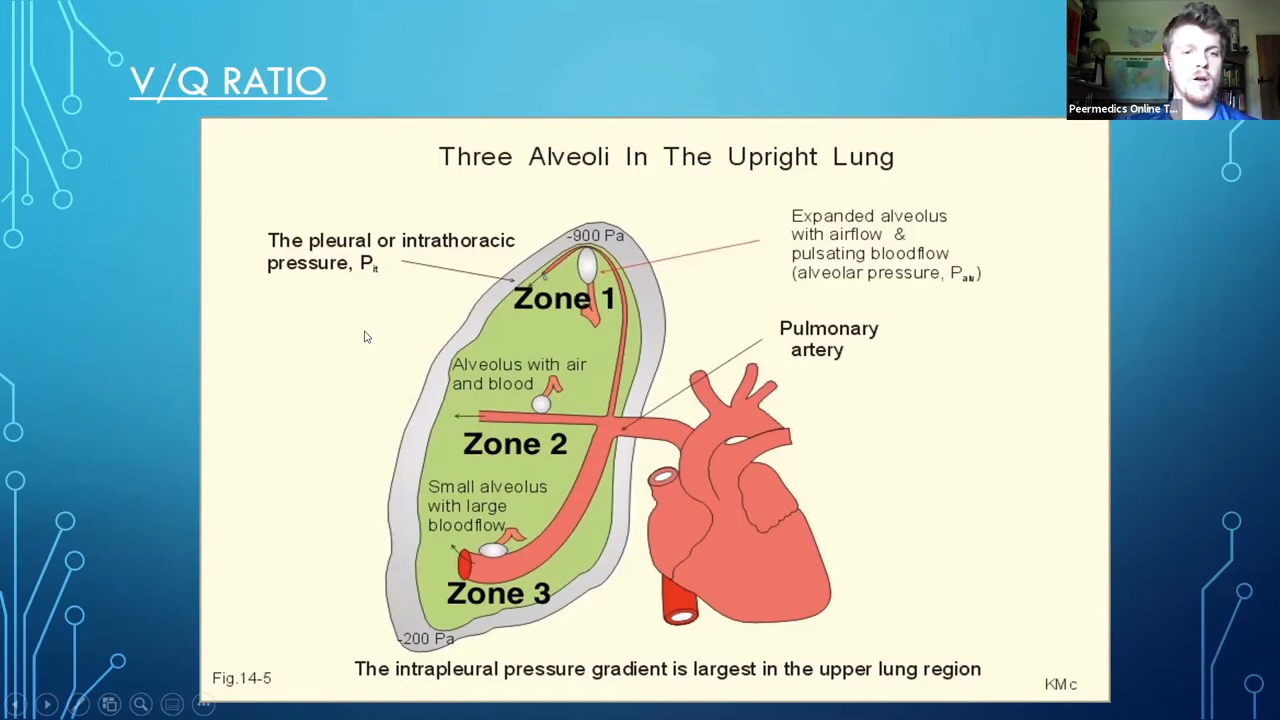 V/Q RATIO
Peermedics Online T...
Three Alveoli In The Upright Lung
The pleural or intrathoracic
pressure, Pit
-900 Pa
Expanded alveolus
with airflow &
pulsating bloodflow
(alveolar pressure, Palv)
Zone 1
Pulmonary
artery
Alveolus with air
and blood
Zone 2
Small alveolus
with large
bloodflow
Zone 3
-200 Pa
The intrapleural pressure gradient is largest in the upper lung region
Fig.14-5
KMc